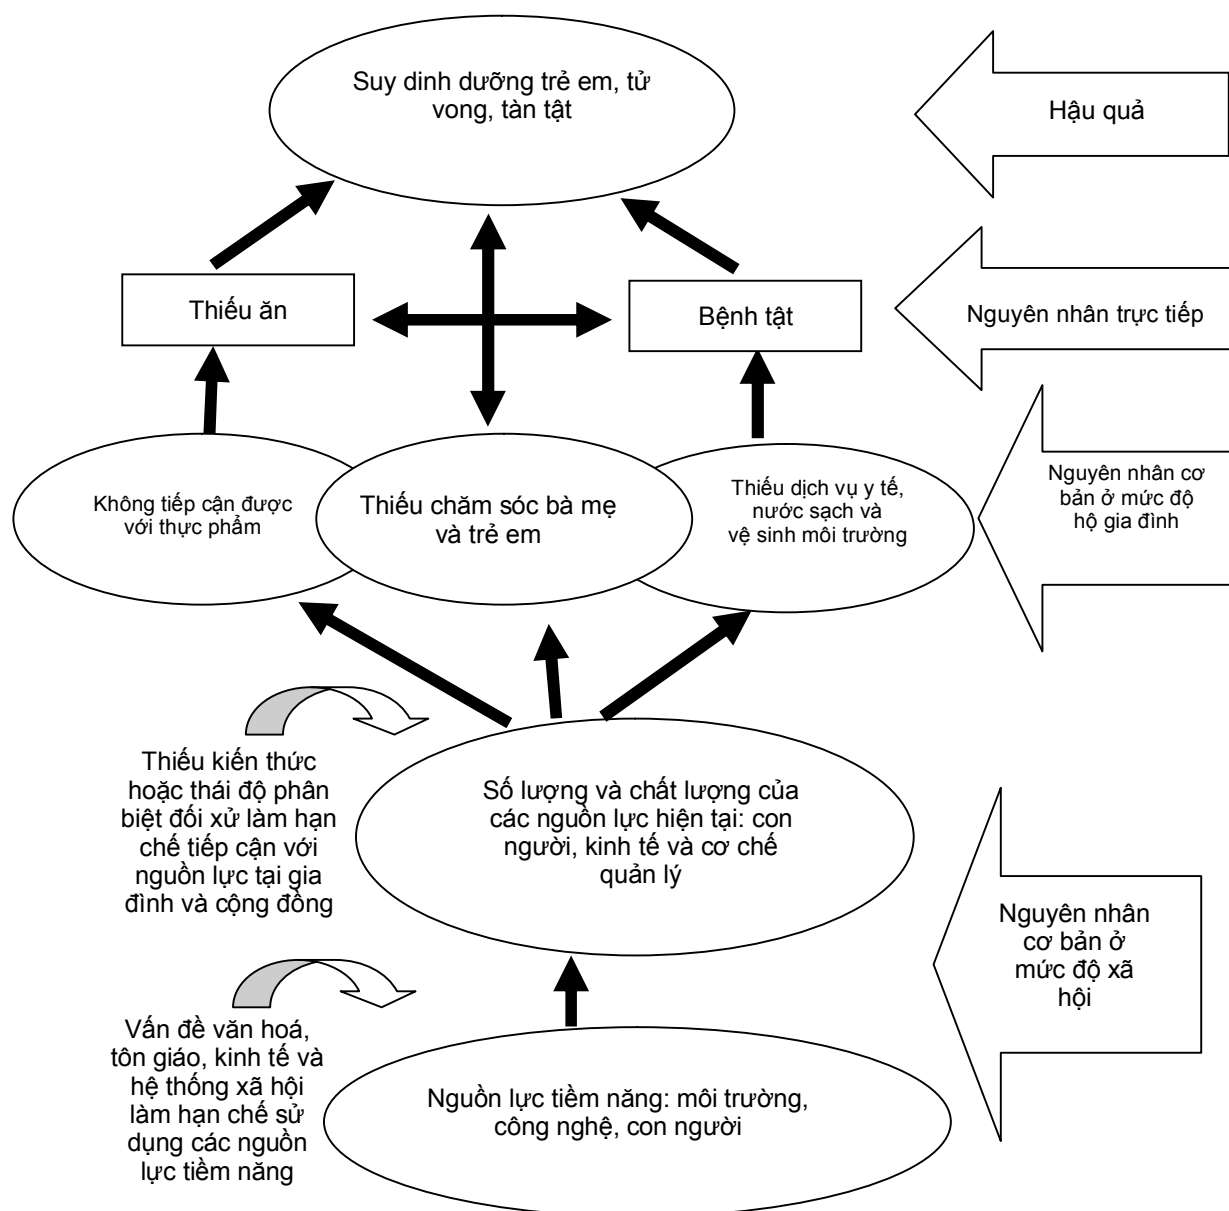 Suy dinh dưỡng trẻ em, tử
vong, tàn tật
Hậu quả
Thiếu ăn
Bệnh tật
Nguyên nhân trực tiếp
Không tiếp cận được
với thực phẩm
Thiếu chăm sóc bà mẹ
và trẻ em
Thiếu dịch vụ y tế,
nước sạch và
vệ sinh môi trường
Nguyên nhân cơ
bản ở mức độ
hộ gia đình
Thiếu kiến thức
hoặc thái độ phân
biệt đối xử làm hạn
chế tiếp cận với
nguồn lực tại gia
đình và cộng đồng
Số lượng và chất lượng của
các nguồn lực hiện tại: con
người, kinh tế và cơ chế
quản lý
Nguyên nhân
cơ bản ở
mức độ xã
hội
Vấn đề văn hoá,
tôn giáo, kinh tế và
hệ thống xã hội
làm hạn chế sử
dụng các nguồn
lực tiềm năng
Nguồn lực tiềm năng: môi trường,
công nghệ, con người